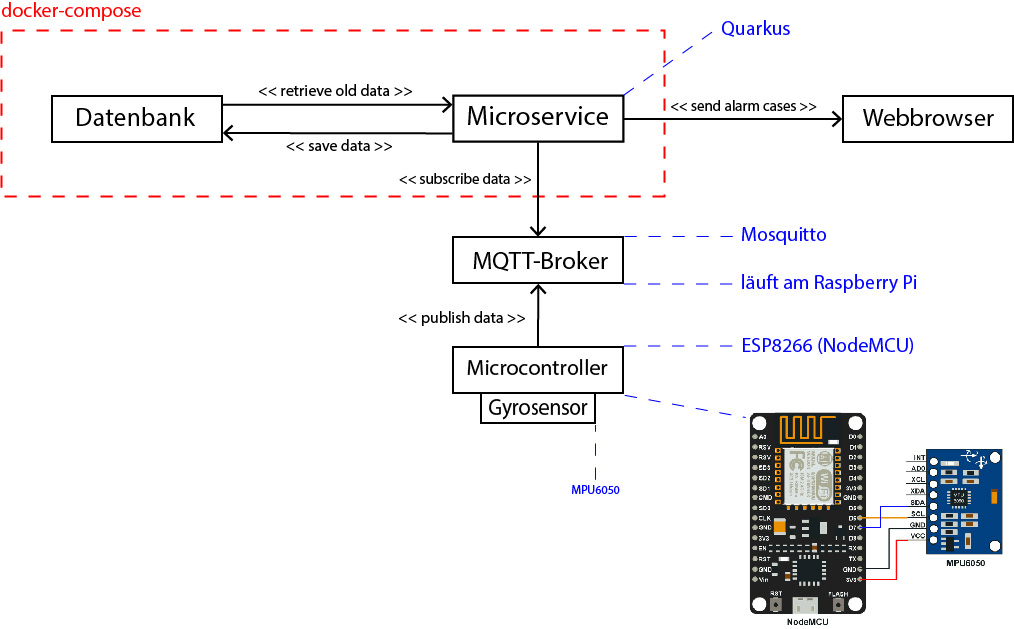 docker-compose
Quarkus
<< retrieve old data >>
Datenbank
Microservice
<< send alarm cases >>
Webbrowser
<< save data >>
<< subscribe data >>
Mosquitto
MQTT-Broker
läuft am Raspberry Pi
<< publish data >>
ESP8266 (NodeMCU)
Microcontroller
Gyrosensor
MPU6050
A0
RSV
RSV
SD3
SD2
SD1
CMD
SD0
CLK
GND
3V3
EN
RST
GND
Vin
D0
D1
D2
D3
D4
3V3
GND
D5
D6
D7
D8
RX
TX
GND
3V3
WiFi
RST
FLASH
NodeMCU
INT
AD0
XCL
XDA
SDA
SCL
GND
VCC
MPU6050